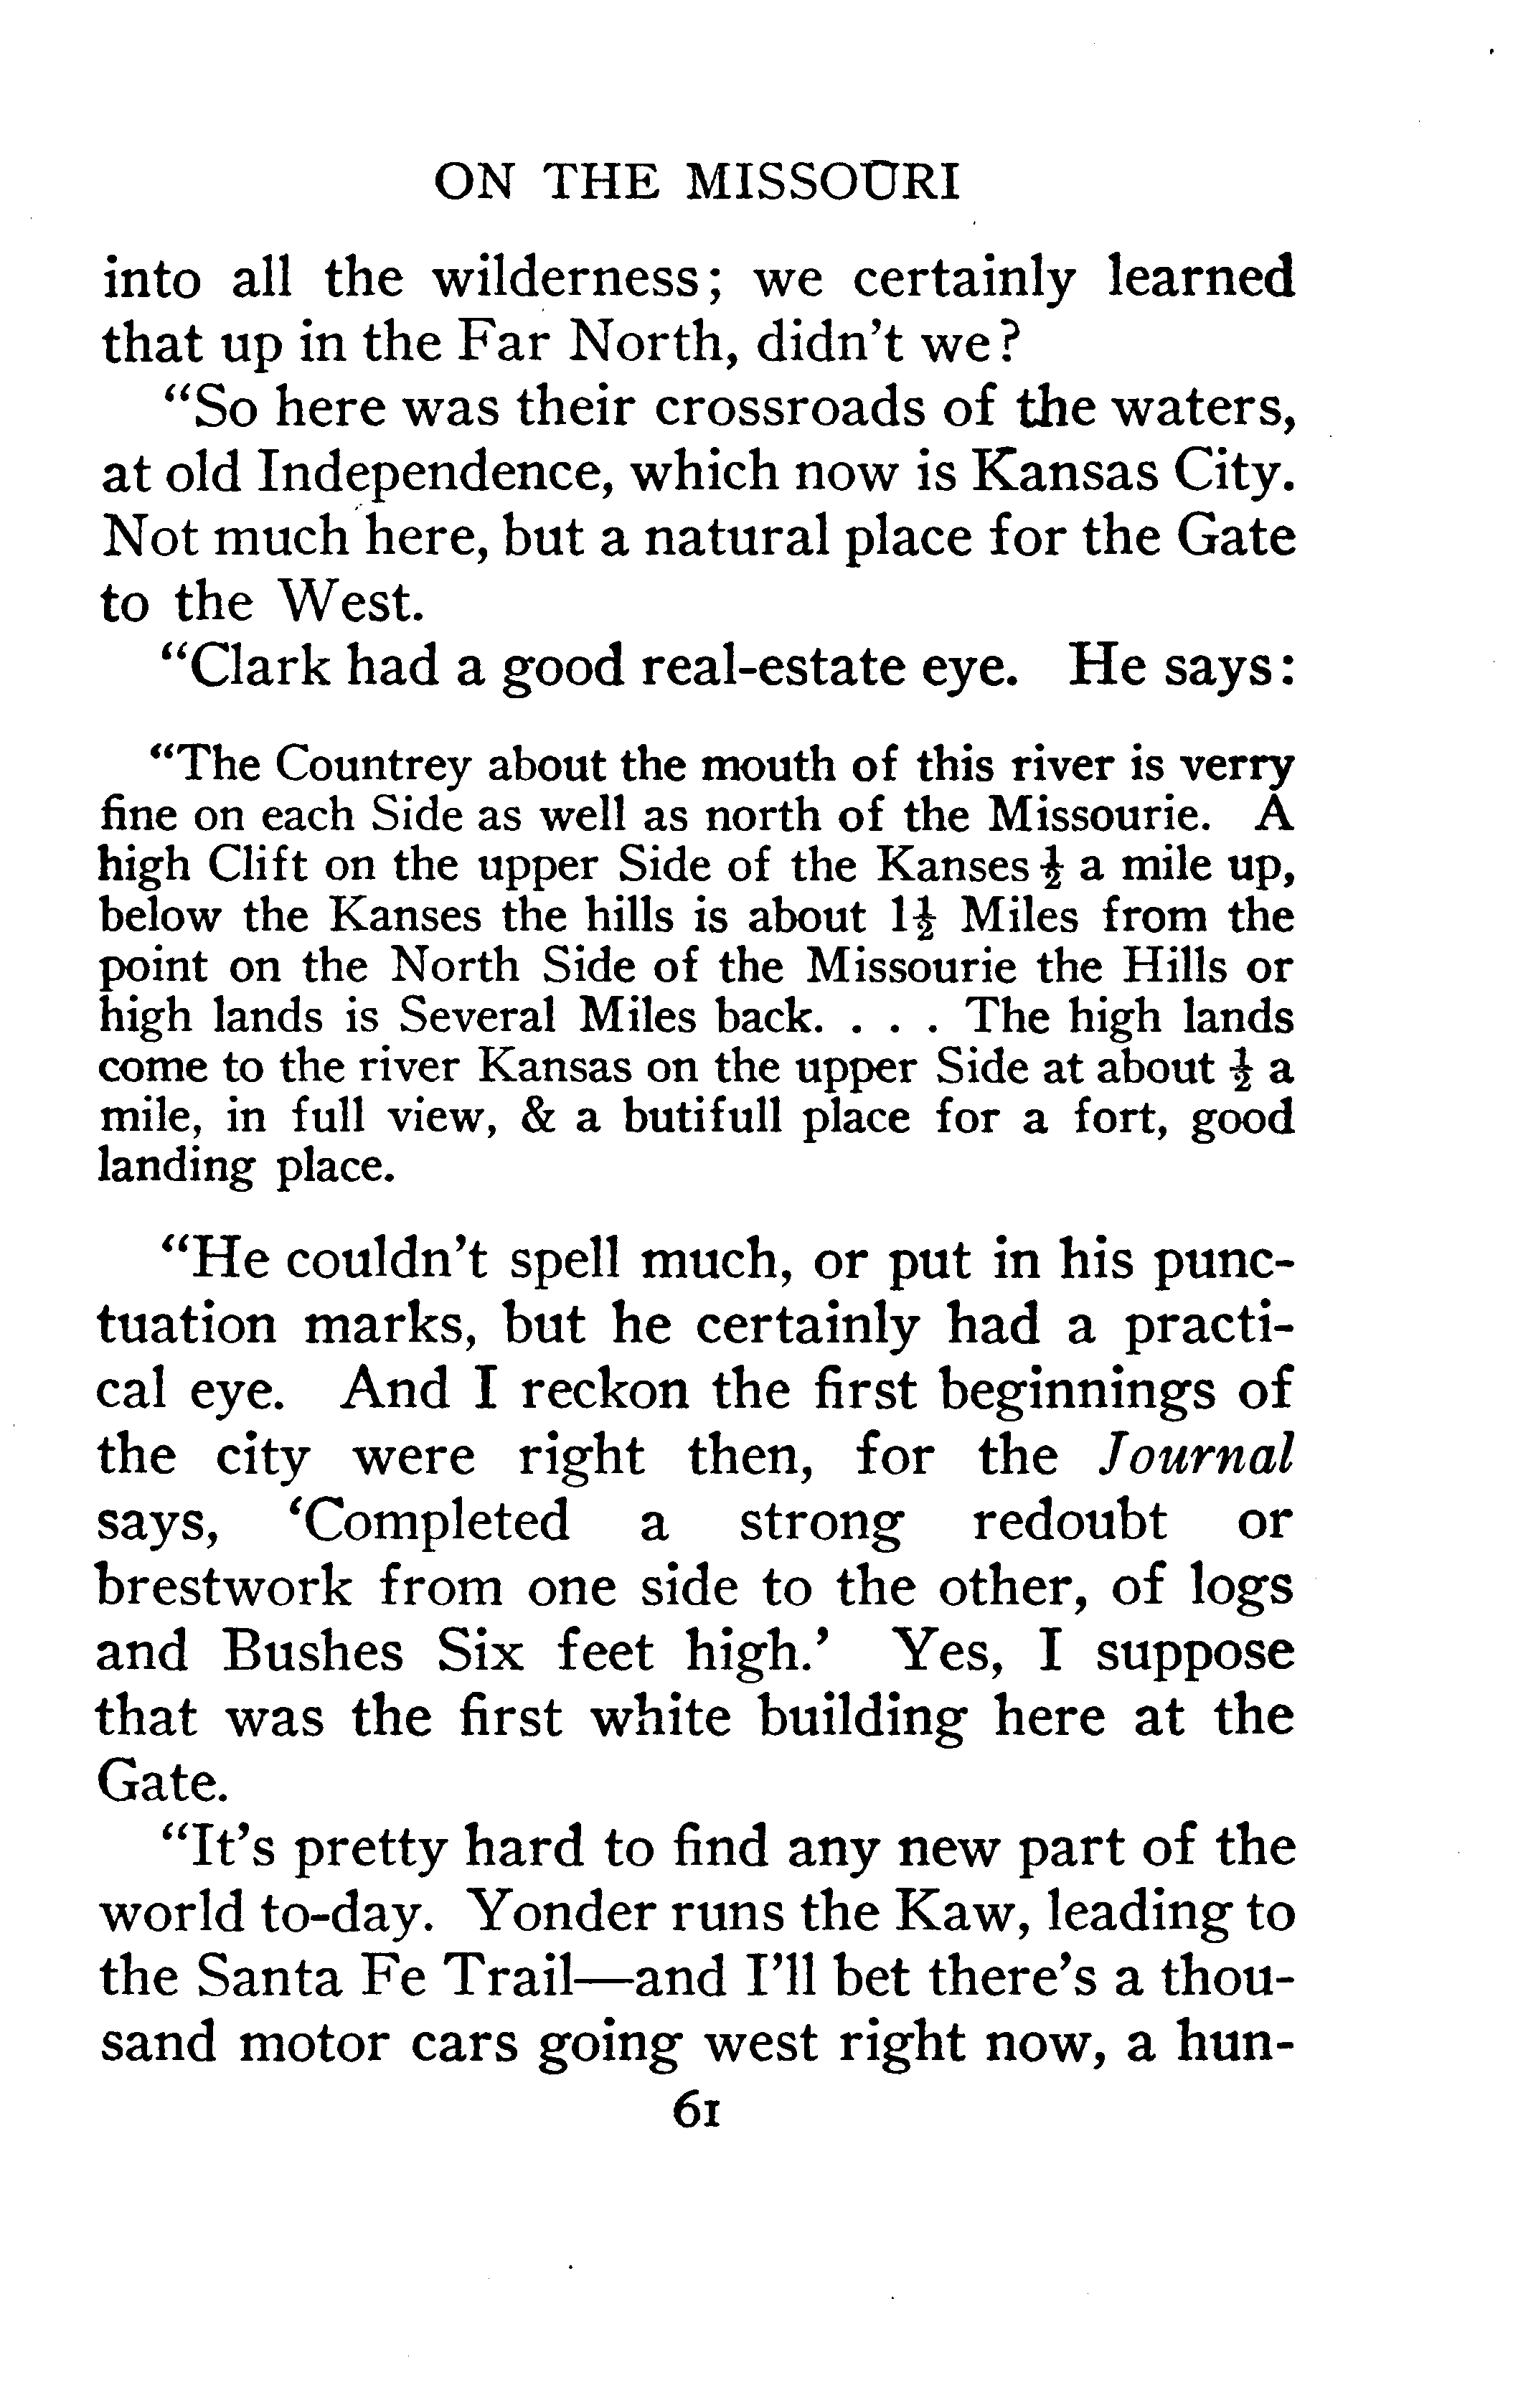 ON THE MISSOURI
into all the wilderness; we certainly learned
that up in the Far North, didn't we?
"So here was their crossroads of the waters,
at old Independence, which now is Kansas City.
Not much here, but a natural place for the Gate
to the West.
"Clark had a good real-estate eye. He says:
"The Countrey about the mouth of this river is verry
fine on each Side as well as north of the Missourie. A
high Clift on the upper Side of the Kanses ½ a mile up,
below the Kanses the hills is about 1½ Miles from the
point on the North Side of the Missourie the Hills or
high lands is Several Miles back. . . . The high lands
come to the river Kansas on the upper Side at about ½ a
mile, in full view, & a butifull place for a fort, good
landing place.
"He couldn't spell much, or put in his punc-
tuation marks, but he certainly had a practi-
cal eye. And I reckon the first beginnings of
the city were right then, for the Journal
says, 'Completed a strong redoubt or
brestwork from one side to the other, of logs
and Bushes Six feet high.' Yes, I suppose
that was the first white building here at the
Gate.
"It's pretty hard to find any new part of the
world to-day. Yonder runs the Kaw, leading to
the Santa Fe Trail—and I'll bet there's a thou-
sand motor cars going west right now, a hun-
61